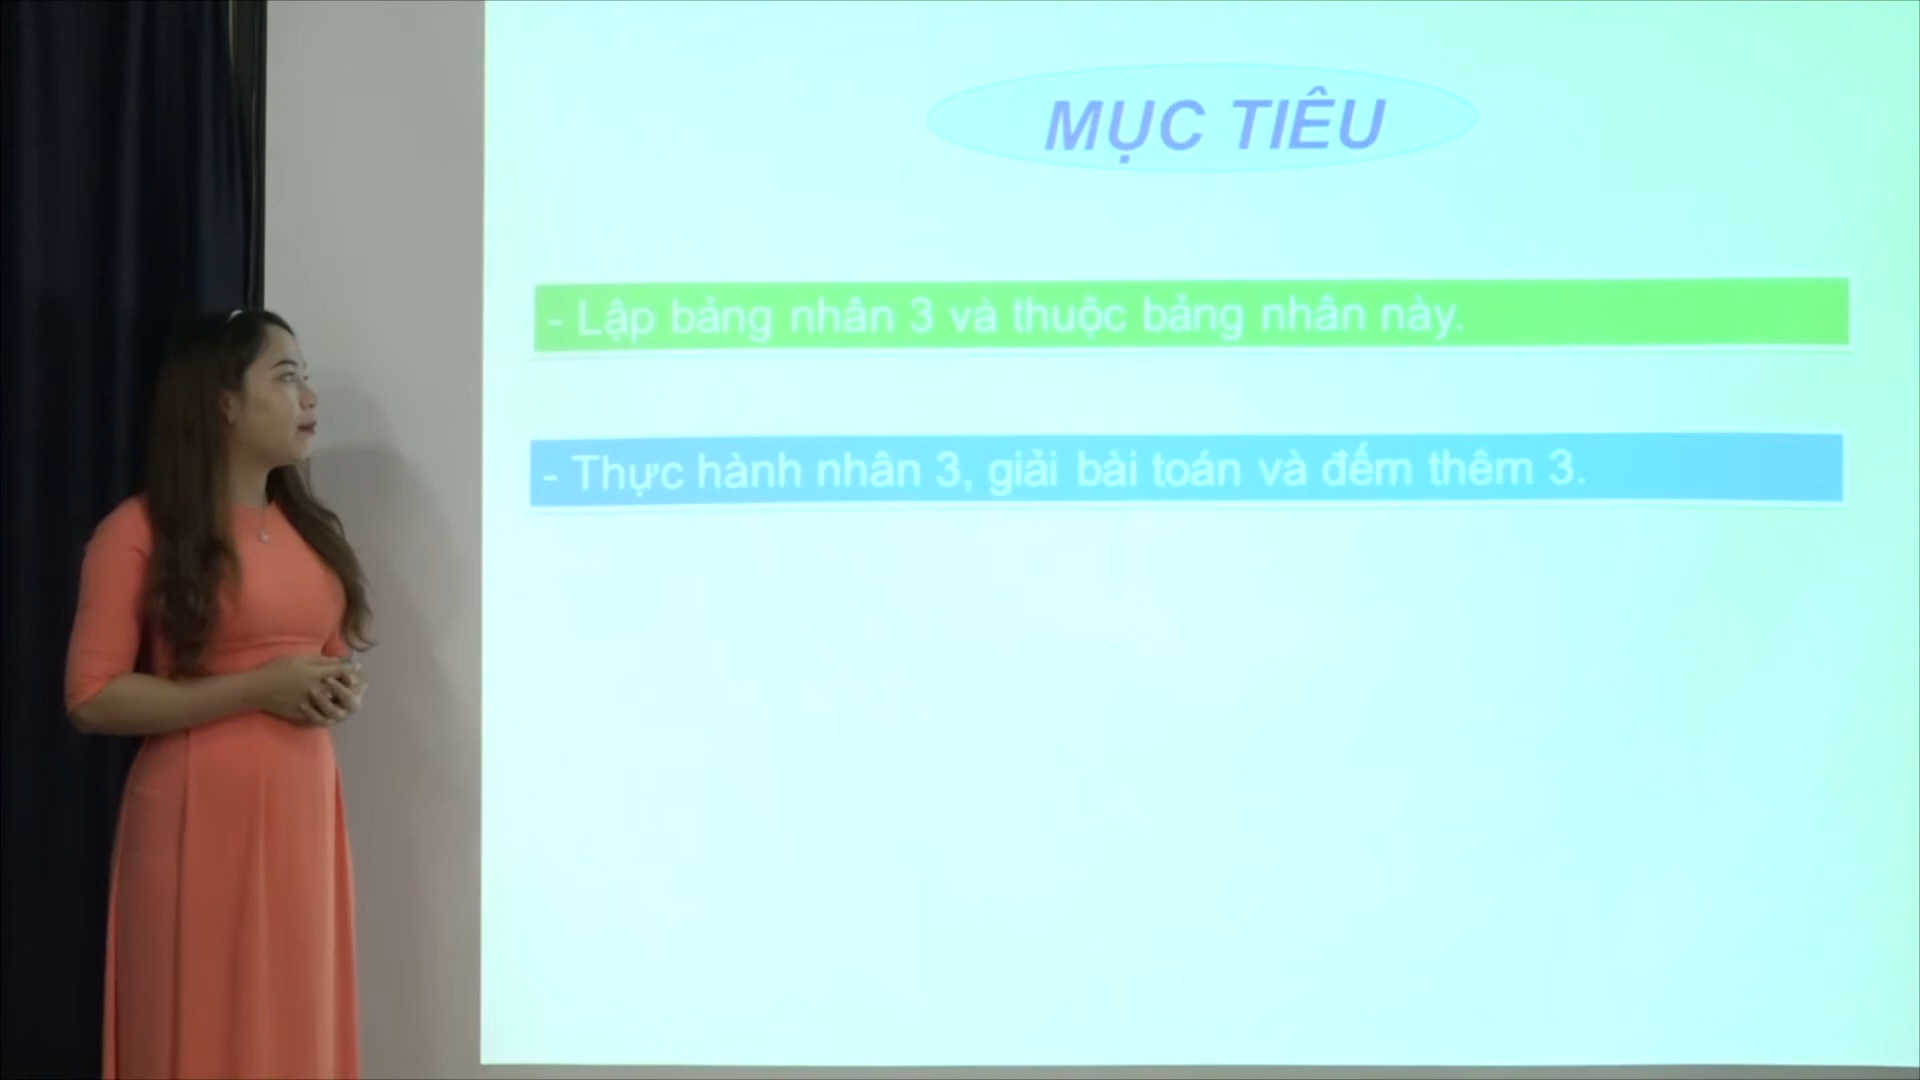 MỤC TIÊU
- Lập bảng nhân 3 và thuộc bảng nhân này.
- Thực hành nhân 3, giải bài toán và đếm thêm 3.